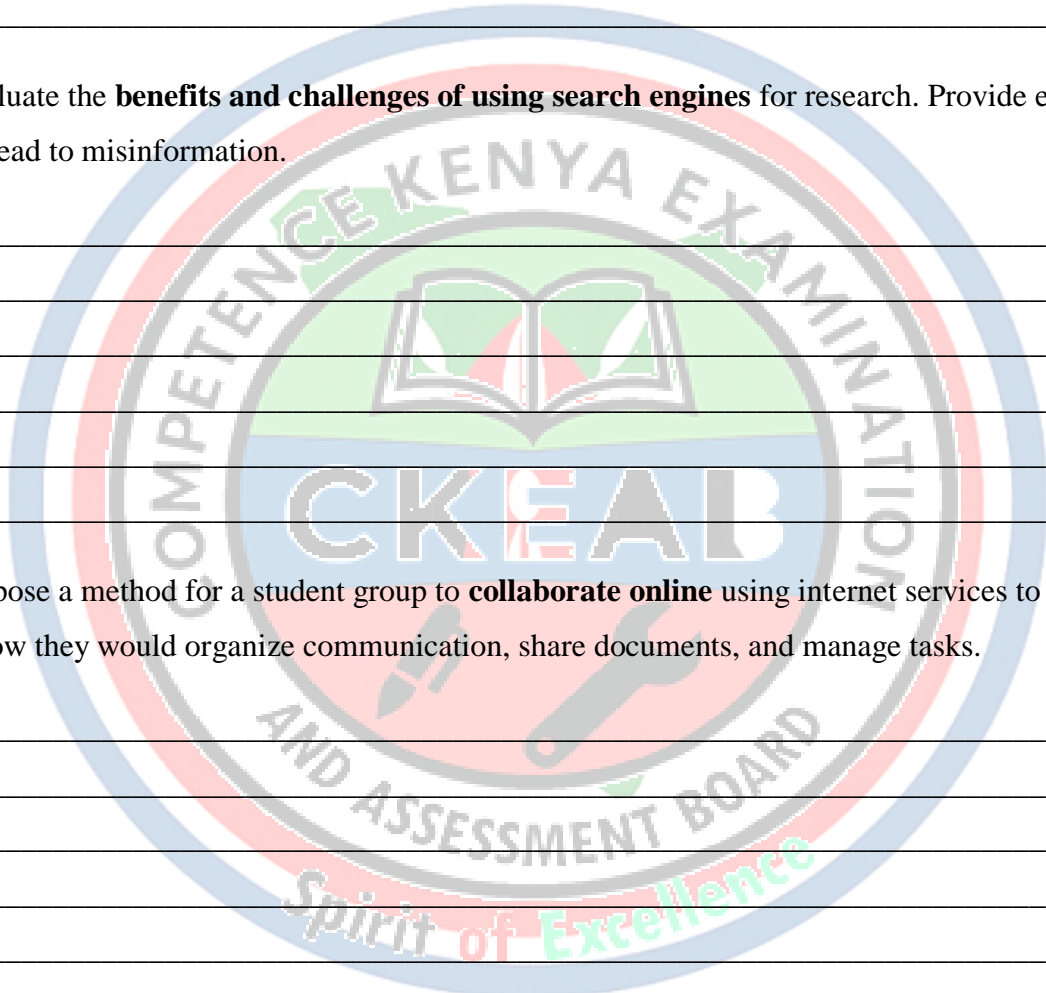 luate the benefits and challenges of using search engines for research. Provide e
ead to misinformation.
COMPETENCE KENYA EXAMINATION
CKEAB
pose a method for a student group to collaborate online using internet services to
ow they would organize communication, share documents, and manage tasks.
AND ASSESSMENT BOARD
Spirit of Excellence